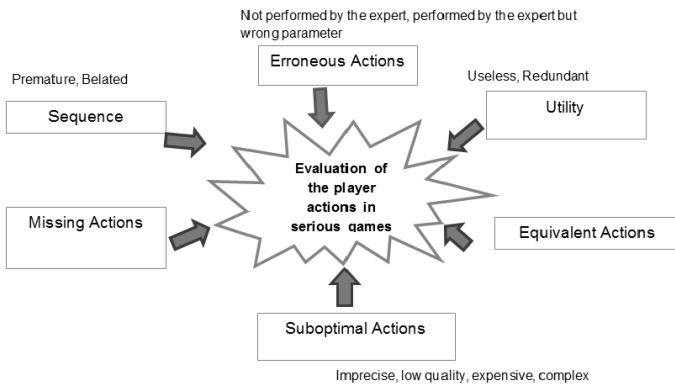 Not performed by the expert, performed by the expert but
wrong parameter
Erroneous Actions
Premature, Belated
Sequence
Useless, Redundant
Utility
Evaluation of
the player
actions in
serious games
Missing Actions
Equivalent Actions
Suboptimal Actions
Imprecise, low quality, expensive, complex